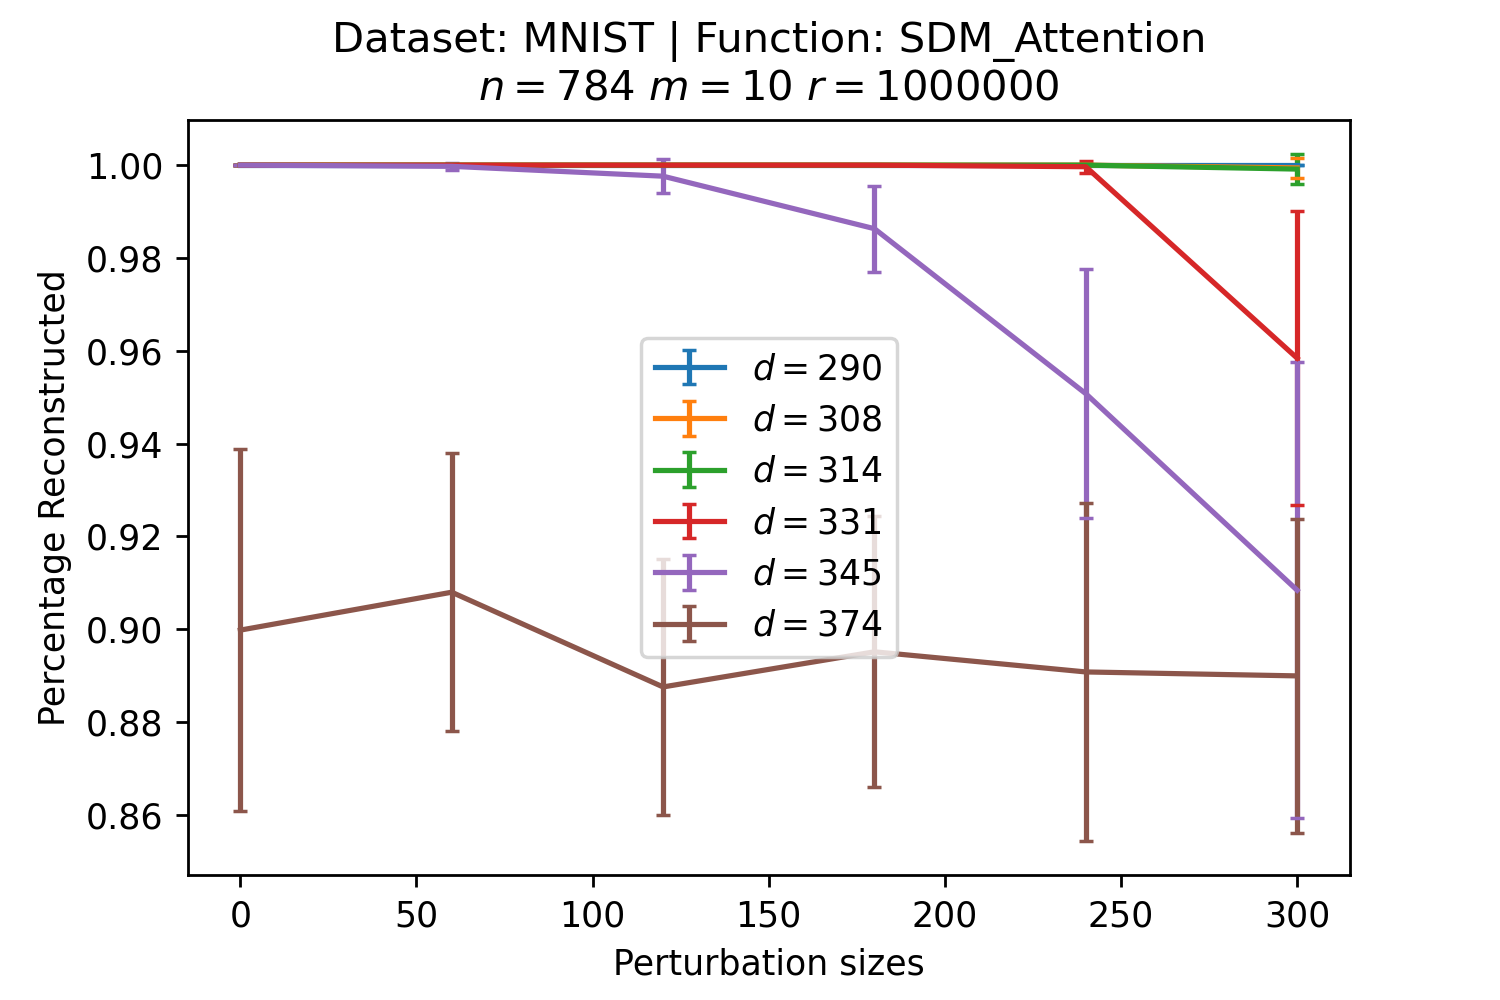 Dataset: MNIST | Function: SDM_Attention
n = 784 m = 10 r = 1000000
Percentage Reconstructed
1.00
0.98
0.96
0.94
0.92
0.90
0.88
0.86
d = 290
d = 308
d = 314
d = 331
d = 345
d = 374
0 50 100 150 200 250 300
Perturbation sizes